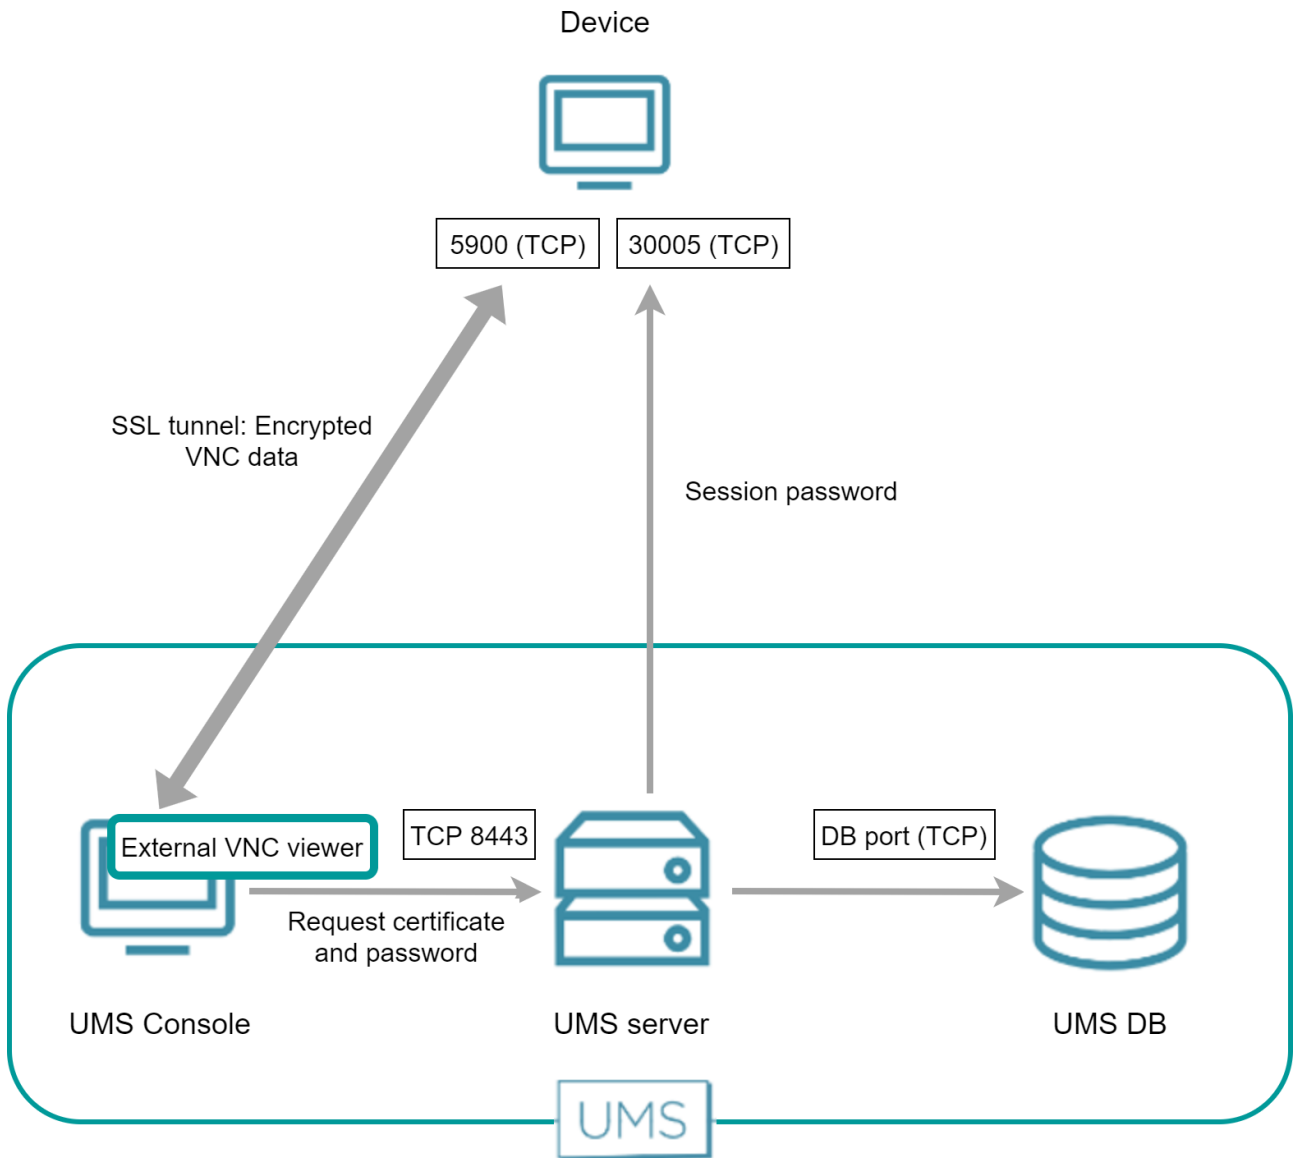 Device
5900 (TCP)
30005 (TCP)
SSL tunnel: Encrypted
VNC data
Session password
External VNC viewer
TCP 8443
DB port (TCP)
Request certificate
and password
UMS Console
UMS server
UMS DB
UMS